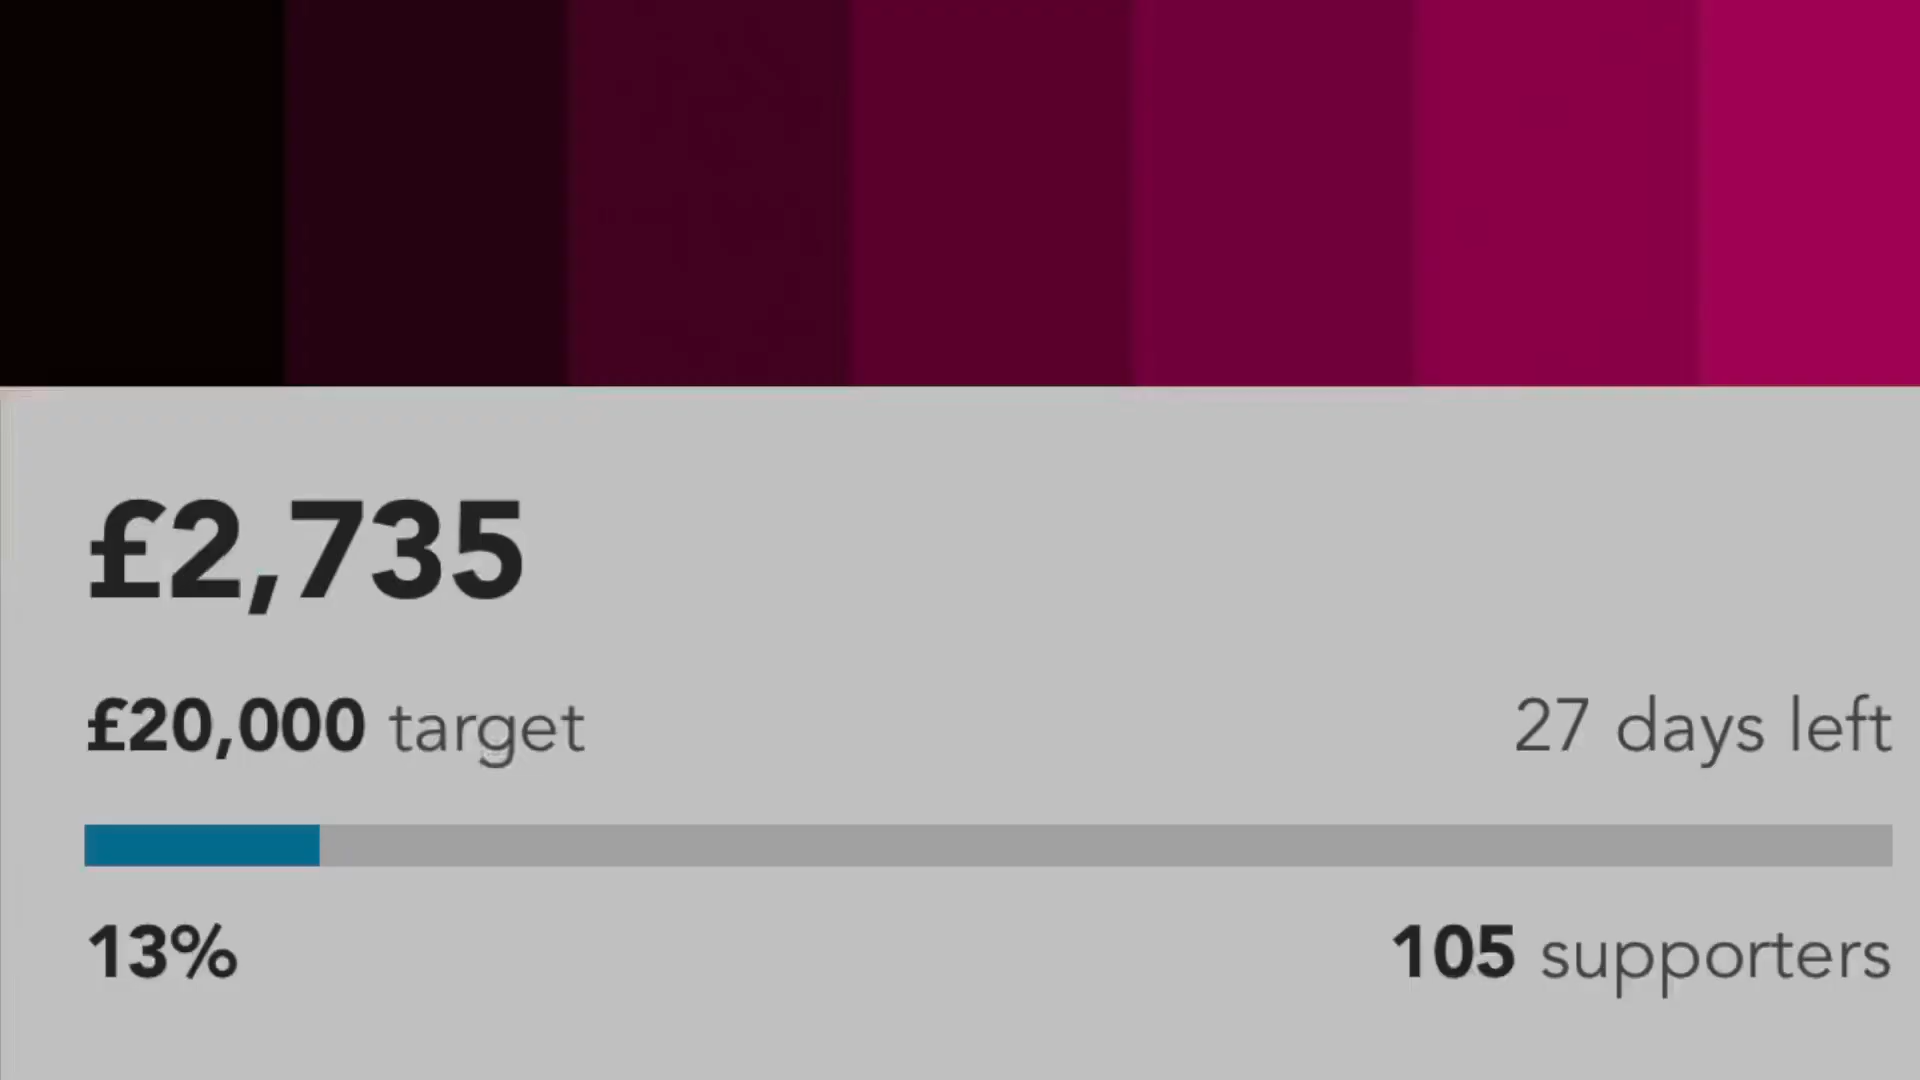 £2,735
£20,000 target 27 days left
13% 105 supporters